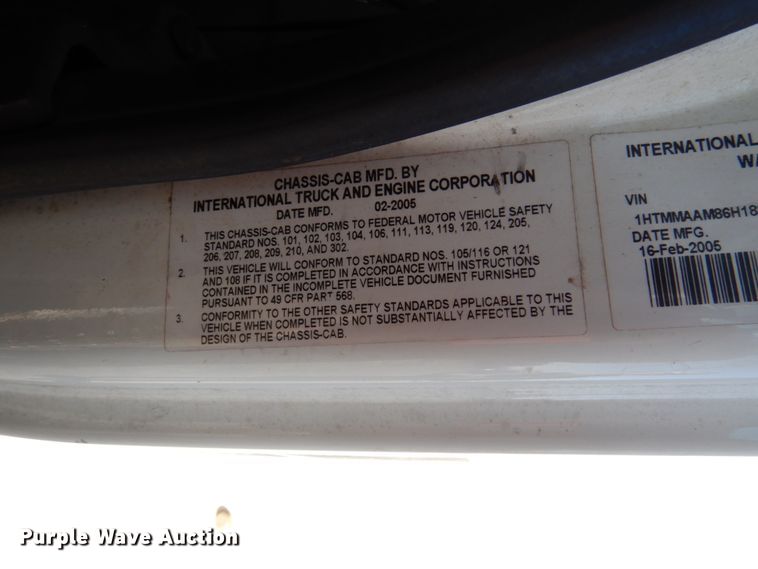 CHASSIS-CAB MFD. BY
INTERNATIONAL TRUCK AND ENGINE CORPORATION
DATE MFD. 02-2005
1. THIS CHASSIS-CAB CONFORMS TO FEDERAL MOTOR VEHICLE SAFETY
STANDARD NOS. 101, 102, 103, 104, 106, 111, 113, 119, 120, 124, 205,
206, 207, 208, 209, 210, AND 302.
2. THIS VEHICLE WILL CONFORM TO STANDARD NOS. 105/116 OR 121
AND 108 IF IT IS COMPLETED IN ACCORDANCE WITH INSTRUCTIONS
CONTAINED IN THE INCOMPLETE VEHICLE DOCUMENT FURNISHED
PURSUANT TO 49 CFR PART 568.
3. CONFORMITY TO THE OTHER SAFETY STANDARDS APPLICABLE TO THIS
VEHICLE WHEN COMPLETED IS NOT SUBSTANTIALLY AFFECTED BY THE
DESIGN OF THE CHASSIS-CAB.
INTERNATIONAL
VIN
1HTMMAAM86H18
DATE MFG.
16-Feb-2005
Purple Wave Auction